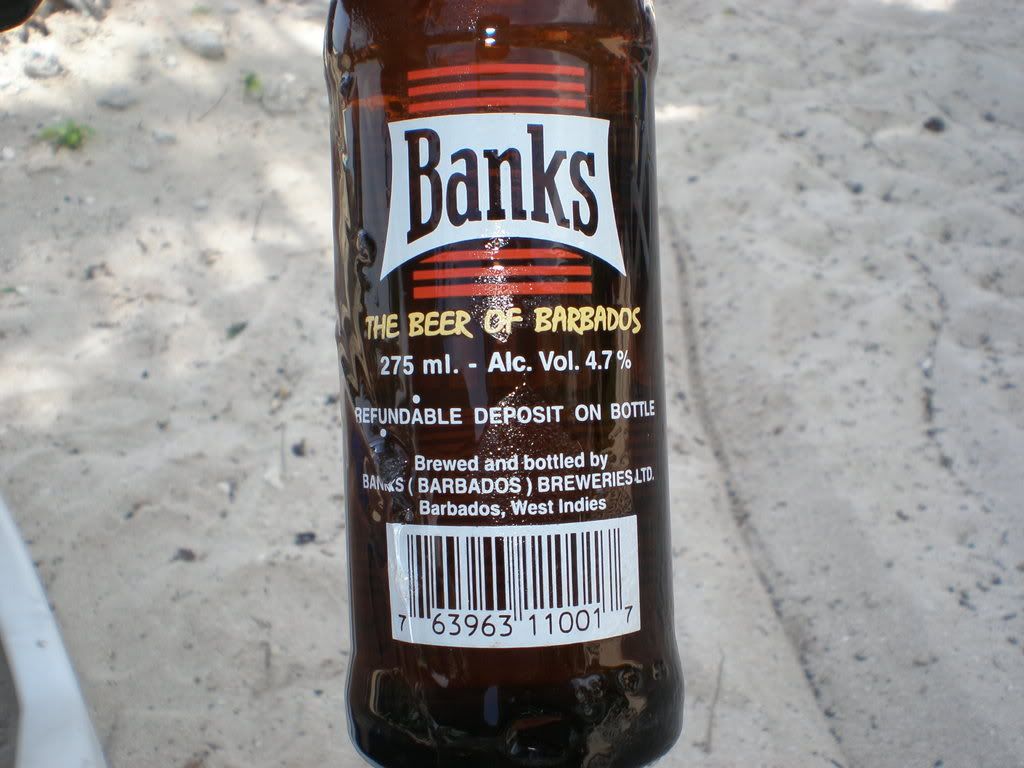 Banks
THE BEER OF BARBADOS
275 ml. - Alc. Vol. 4.7%
REFUNDABLE DEPOSIT ON BOTTLE
Brewed and bottled by
BANKS (BARBADOS) BREWERIES LTD.
Barbados, West Indies
7 63963 11001 7